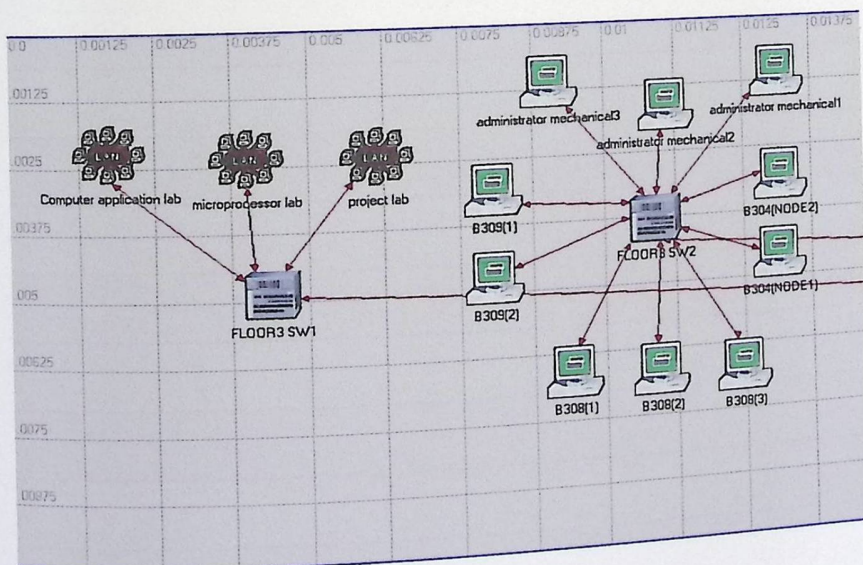 0.0 0.00125 0.0025 0.00375 0.005 0.00625 0.0075 0.00875 0.01 0.01125 0.0125 0.01375
.00125
.0025
.00375
.005
.00625
.0075
.00875
LAN
LAN
LAN
Computer application lab
microprocessor lab
project lab
FLOOR3 SW1
administrator mechanical3
administrator mechanical2
administrator mechanical1
B309(1)
B304(NODE2)
FLOOR3 SW2
B309(2)
B304(NODE1)
B308(1)
B308(2)
B308(3)